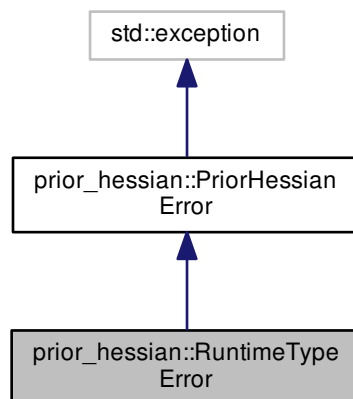 std::exception
prior_hessian::PriorHessian
Error
prior_hessian::RuntimeType
Error